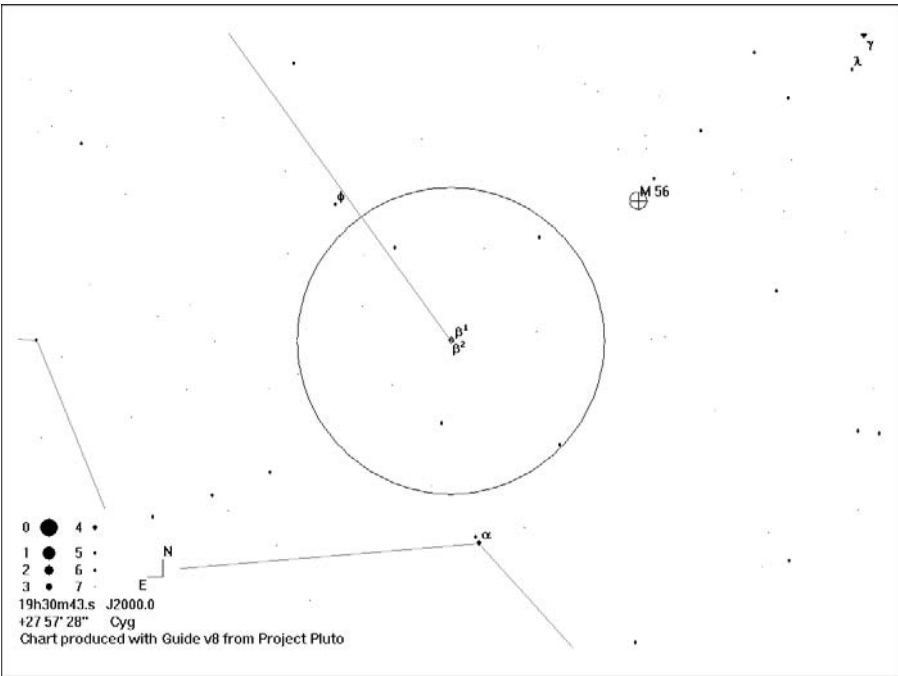 γ
λ
M 56
ϕ
β¹
β²
α
0 4
1 5
2 6
3 7
N
E
19h30m43.s J2000.0
+27 57' 28" Cyg
Chart produced with Guide v8 from Project Pluto